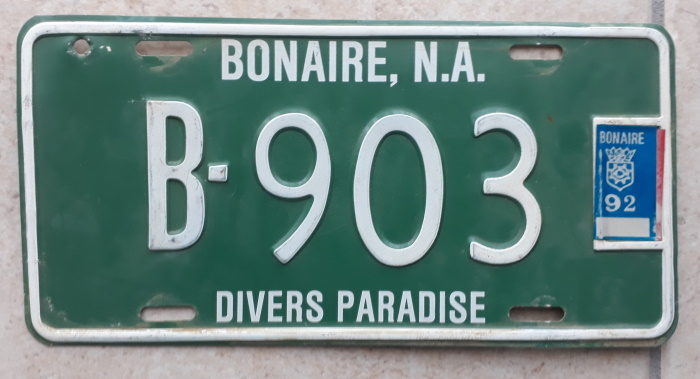 BONAIRE, N.A.
B-903
BONAIRE
92
DIVERS PARADISE